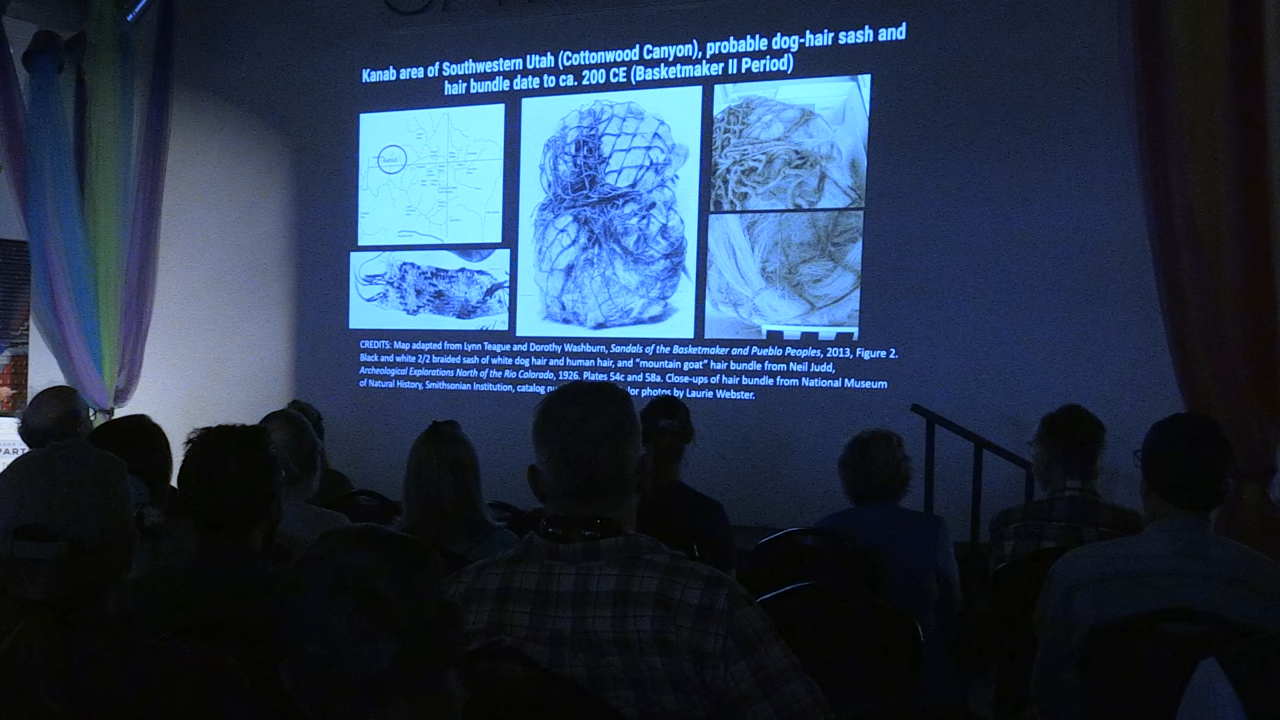 Kanab area of Southwestern Utah (Cottonwood Canyon), probable dog-hair sash and
hair bundle date to ca. 200 CE (Basketmaker II Period)
CREDITS: Map adapted from Lynn Teague and Dorothy Washburn, Sandals of the Basketmaker and Pueblo Peoples, 2013, Figure 2.
Black and white 2/2 braided sash of white dog hair and human hair, and “mountain goat” hair bundle from Neil Judd,
Archeological Explorations North of the Rio Colorado, 1926. Plates 54c and 58a. Close-ups of hair bundle from National Museum
of Natural History, Smithsonian Institution, catalog photos by Laurie Webster.
PART